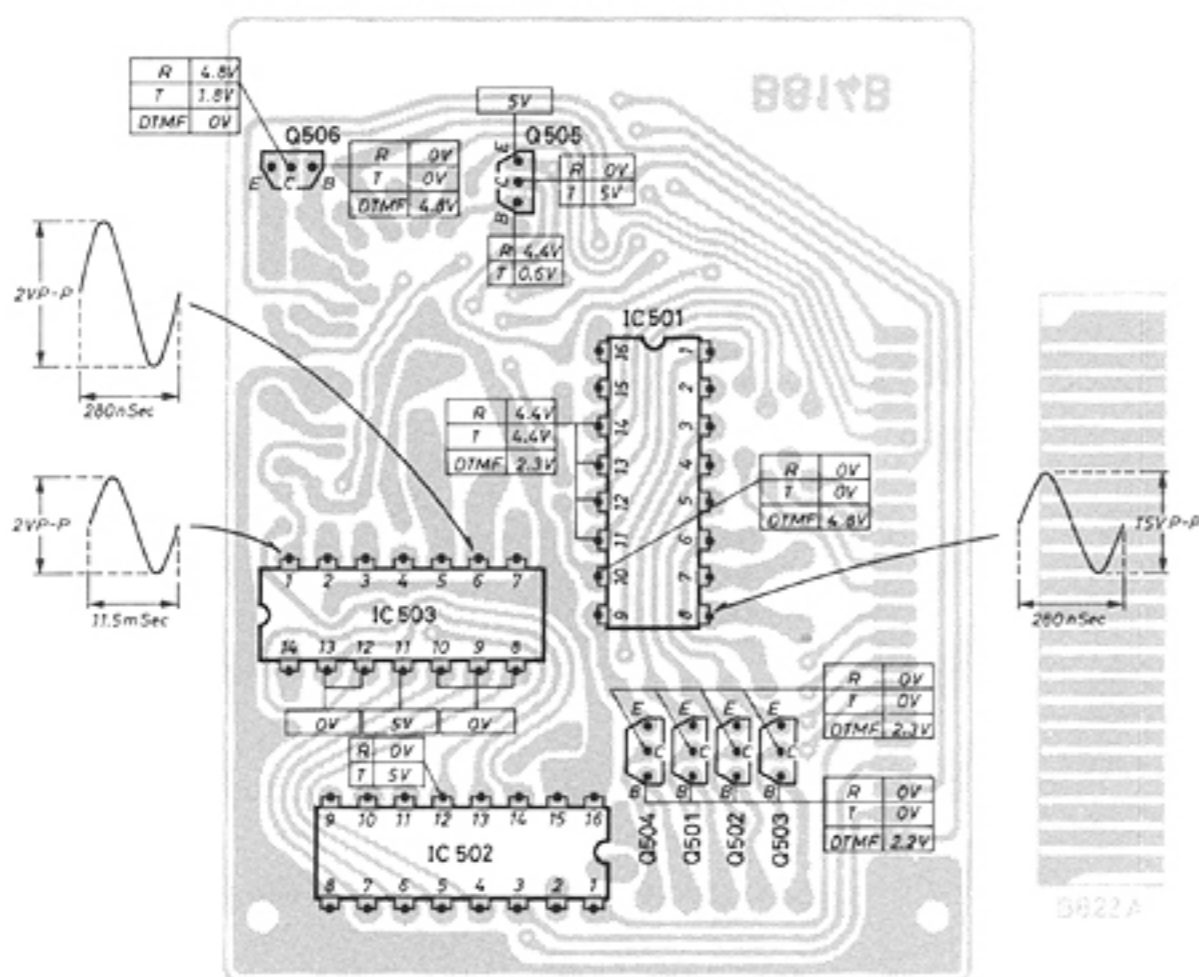 B817B
R 4.8V
T 1.8V
DTMF 0V
Q506
E C B
R 0V
T 0V
DTMF 4.8V
5V
Q505
E C B
R 0V
T 5V
R 4.4V
T 0.6V
2VP-P
280nSec
2VP-P
11.5mSec
IC501
16 1
15 2
14 3
13 4
12 5
11 6
10 7
9 8
R 4.4V
T 4.4V
DTMF 2.3V
R 0V
T 0V
DTMF 4.8V
1.5VP-P
280nSec
1 2 3 4 5 6 7
IC503
14 13 12 11 10 9 8
0V 5V 0V
R 0V
T 5V
9 10 11 12 13 14 15 16
IC502
8 7 6 5 4 3 2 1
E E E E
C C C C
B B B B
Q504 Q501 Q502 Q503
R 0V
T 0V
DTMF 2.3V
R 0V
T 0V
DTMF 2.2V
B822A